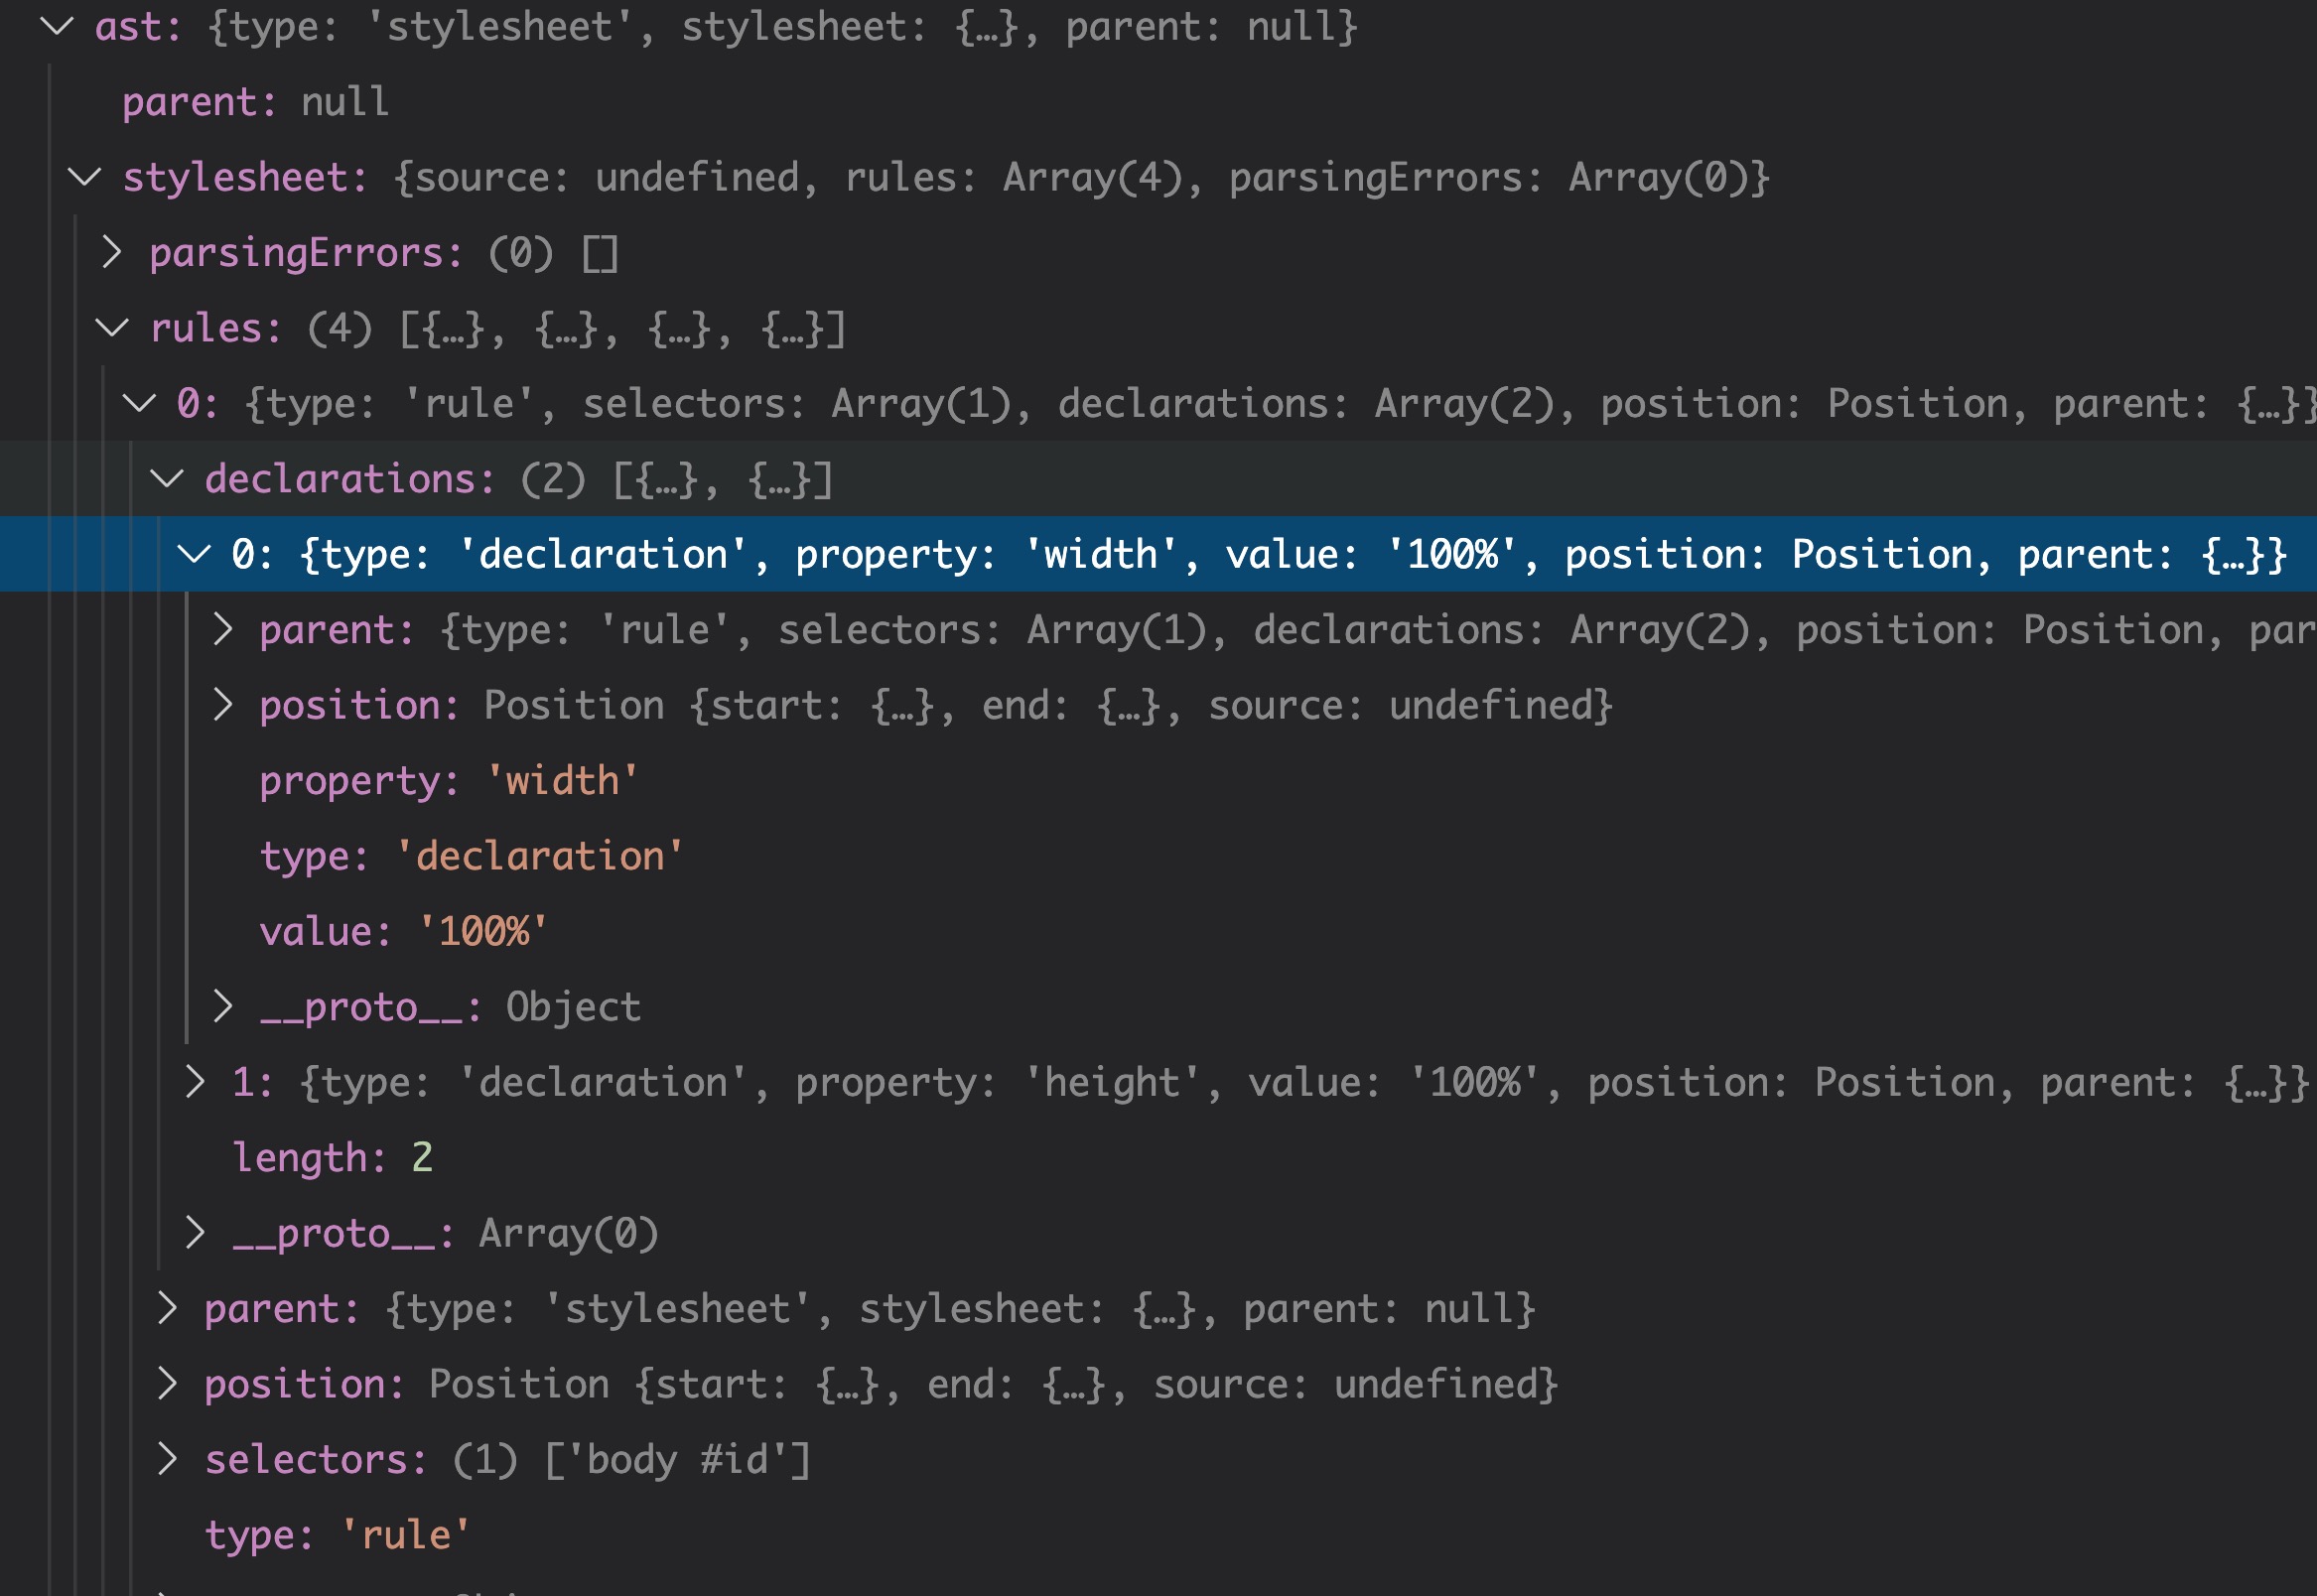 ast: {type: 'stylesheet', stylesheet: {…}, parent: null}
parent: null
stylesheet: {source: undefined, rules: Array(4), parsingErrors: Array(0)}
parsingErrors: (0) []
rules: (4) [{…}, {…}, {…}, {…}]
0: {type: 'rule', selectors: Array(1), declarations: Array(2), position: Position, parent: {…}}
declarations: (2) [{…}, {…}]
0: {type: 'declaration', property: 'width', value: '100%', position: Position, parent: {…}}
parent: {type: 'rule', selectors: Array(1), declarations: Array(2), position: Position, par
position: Position {start: {…}, end: {…}, source: undefined}
property: 'width'
type: 'declaration'
value: '100%'
__proto__: Object
1: {type: 'declaration', property: 'height', value: '100%', position: Position, parent: {…}}
length: 2
__proto__: Array(0)
parent: {type: 'stylesheet', stylesheet: {…}, parent: null}
position: Position {start: {…}, end: {…}, source: undefined}
selectors: (1) ['body #id']
type: 'rule'